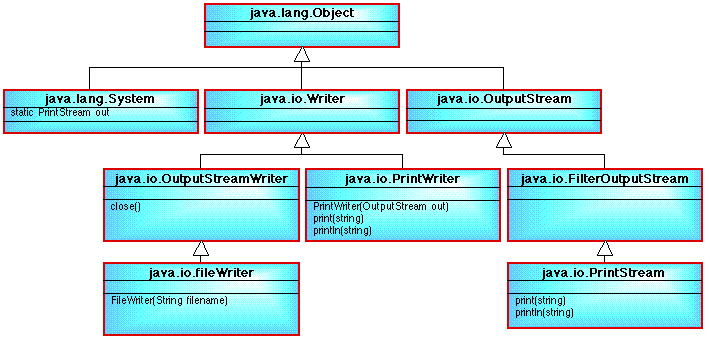 java.lang.Object
java.lang.System
static PrintStream out
java.io.Writer
java.io.OutputStream
java.io.OutputStreamWriter
close()
java.io.PrintWriter
PrintWriter(OutputStream out)
print(string)
println(string)
java.io.FilterOutputStream
java.io.fileWriter
FileWriter(String filename)
java.io.PrintStream
print(string)
println(string)